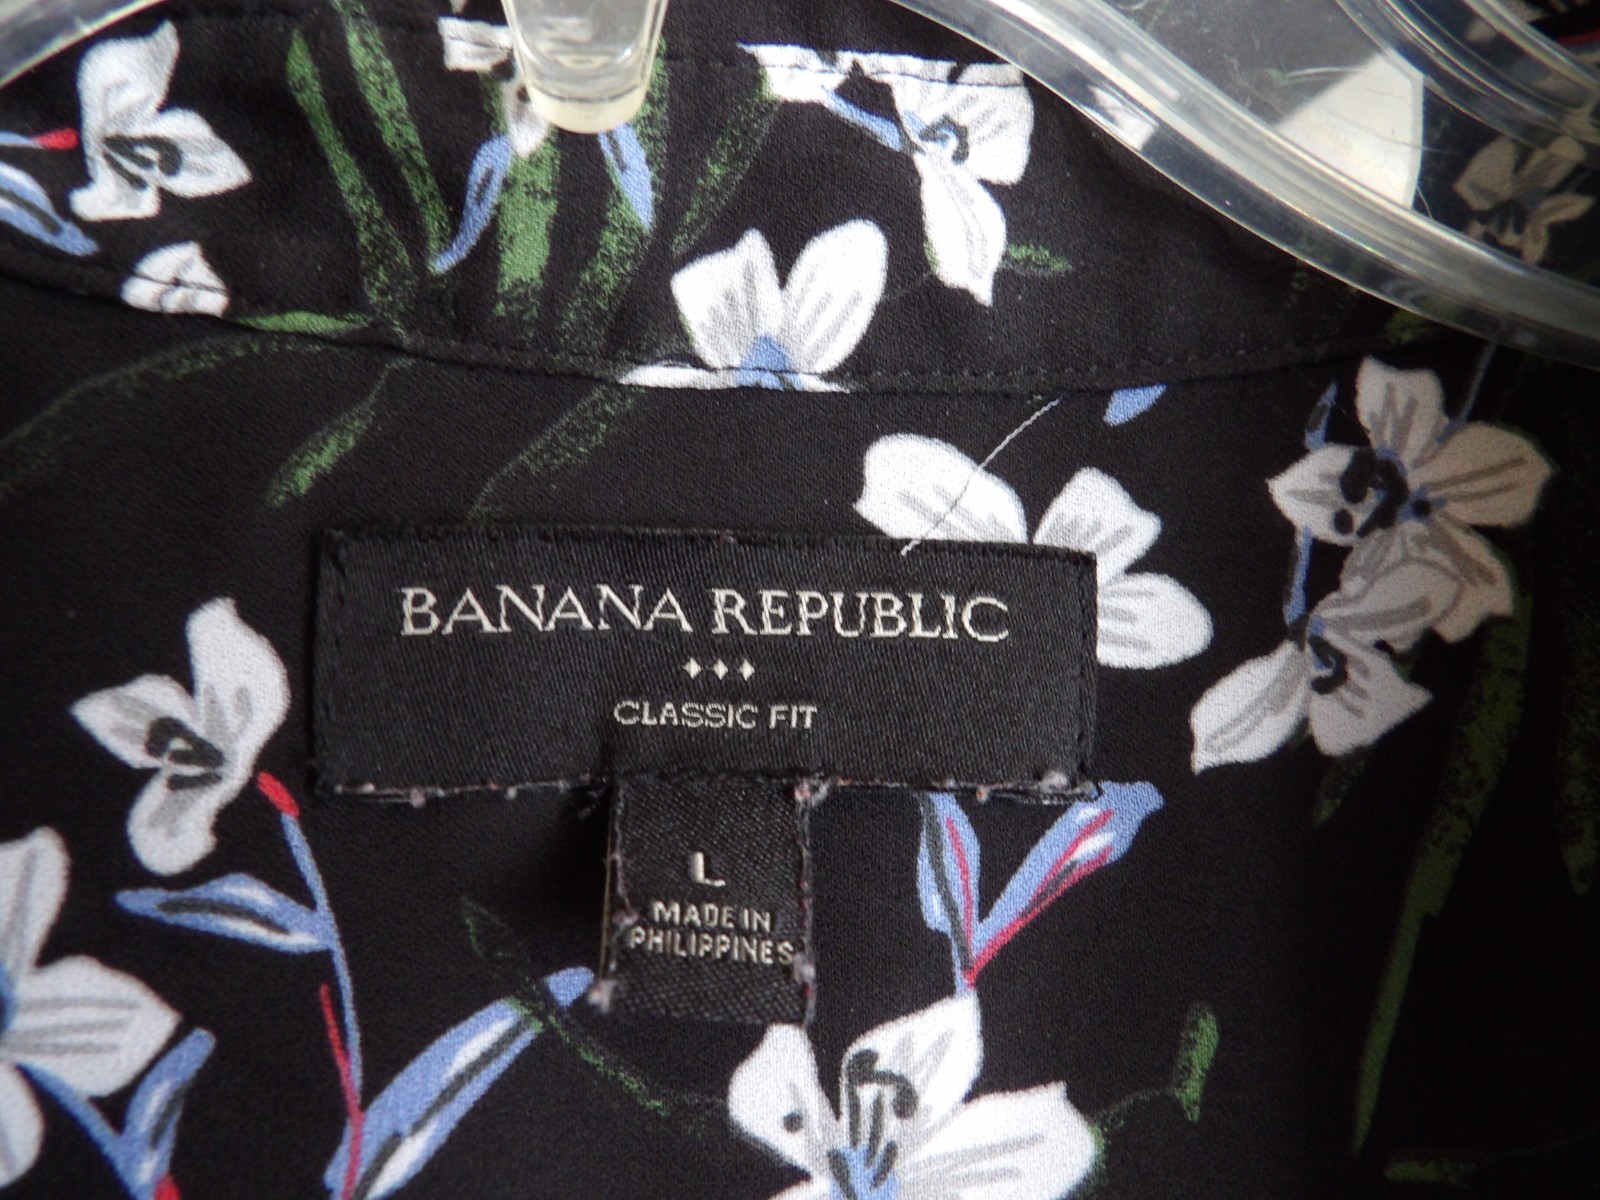 BANANA REPUBLIC
CLASSIC FIT
L
MADE IN
PHILIPPINES